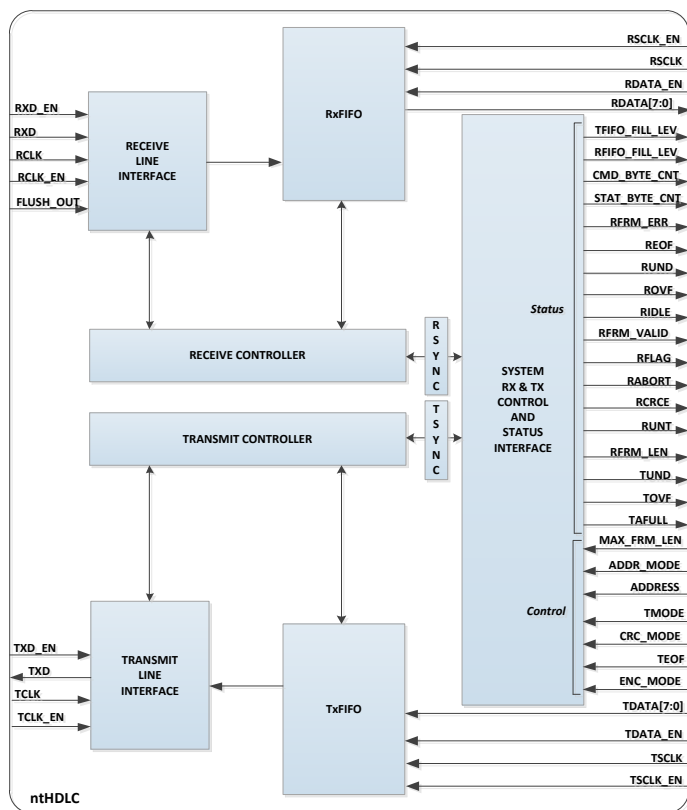 RSCLK_EN
RSCLK
RDATA_EN
RDATA[7:0]
RxFIFO
RXD_EN
RXD
RCLK
RCLK_EN
FLUSH_OUT
RECEIVE
LINE
INTERFACE
TFIFO_FILL_LEV
RFIFO_FILL_LEV
CMD_BYTE_CNT
STAT_BYTE_CNT
RFRM_ERR
REOF
RUND
ROVF
RIDLE
RFRM_VALID
RFLAG
RABORT
RCRCE
RUNT
RFRM_LEN
TUND
TOVF
TAFULL
Status
RECEIVE CONTROLLER
R
S
Y
N
C
SYSTEM
RX & TX
CONTROL
AND
STATUS
INTERFACE
TRANSMIT CONTROLLER
T
S
Y
N
C
MAX_FRM_LEN
ADDR_MODE
ADDRESS
TMODE
CRC_MODE
TEOF
ENC_MODE
Control
TXD_EN
TXD
TCLK
TCLK_EN
TRANSMIT
LINE
INTERFACE
TxFIFO
TDATA[7:0]
TDATA_EN
TSCLK
TSCLK_EN
ntHDLC